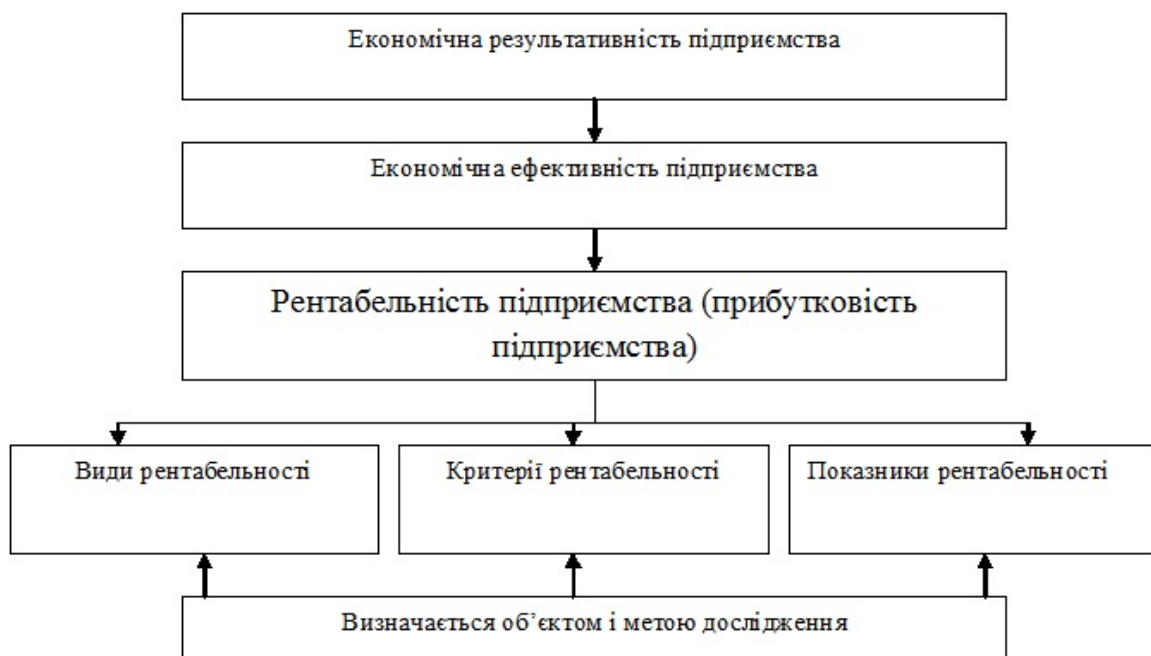 Економічна результативність підприємства
Економічна ефективність підприємства
Рентабельність підприємства (прибутковість
підприємства)
Види рентабельності
Критерії рентабельності
Показники рентабельності
Визначається об’єктом і метою дослідження